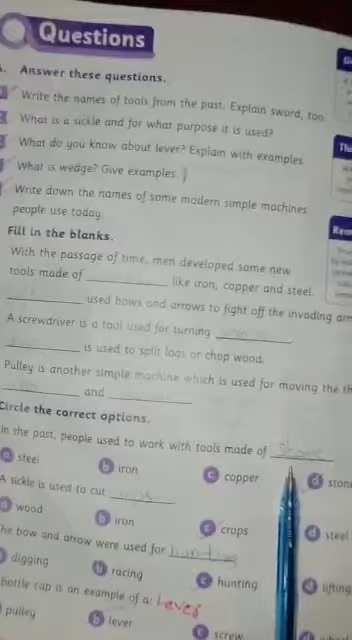 Questions
Answer these questions.
Write the names of tools from the past. Explain sword, too.
What is a sickle and for what purpose it is used?
What do you know about lever? Explain with examples
What is wedge? Give examples.
Write down the names of some modern simple machines
people use today.
Fill in the blanks.
With the passage of time, men developed some new
tools made of ____________ like iron, copper and steel.
____________ used bows and arrows to fight off the invading
A screwdriver is a tool used for turning ____________
____________ is used to split logs or chop wood.
Pulley is another simple machine which is used for moving the
____________ and ____________
Circle the correct options.
In the past, people used to work with tools made of stone
a steel b iron c copper d ston
A sickle is used to cut ____________
a wood b iron c crops d steel
he bow and arrow were used for hunting
digging b racing c hunting d lifting
bottle cap is an example of a: lever
pulley b lever c screw